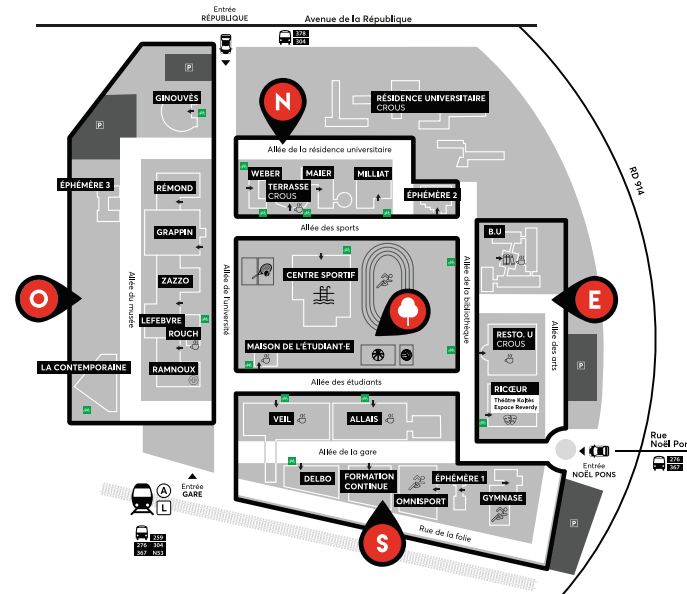 Entrée
RÉPUBLIQUE
Avenue de la République
378
304
P
P
GINOUVÈS
N
RÉSIDENCE UNIVERSITAIRE
CROUS
Allée de la résidence universitaire
WEBER
MAIER
MILLIAT
TERRASSE
CROUS
ÉPHÉMÈRE 2
RD 914
ÉPHÉMÈRE 3
RÉMOND
GRAPPIN
Allée des sports
B.U
Allée du musée
ZAZZO
Allée de l'université
CENTRE SPORTIF
Allée de la bibliothèque
O
E
LEFEBVRE
ROUCH
Allée des arts
RESTO. U
CROUS
MAISON DE L'ÉTUDIANT·E
LA CONTEMPORAINE
RAMNOUX
P
Allée des étudiants
RICŒUR
Théâtre Koltès
Espace Reverdy
VEIL
ALLAIS
Allée de la gare
Rue
Noël Pon
Entrée
NOËL PONS
276
367
DELBO
FORMATION
CONTINUE
ÉPHÉMÈRE 1
OMNISPORT
GYMNASE
Entrée
GARE
A
L
P
Rue de la folie
S
259
276 304
367 N53